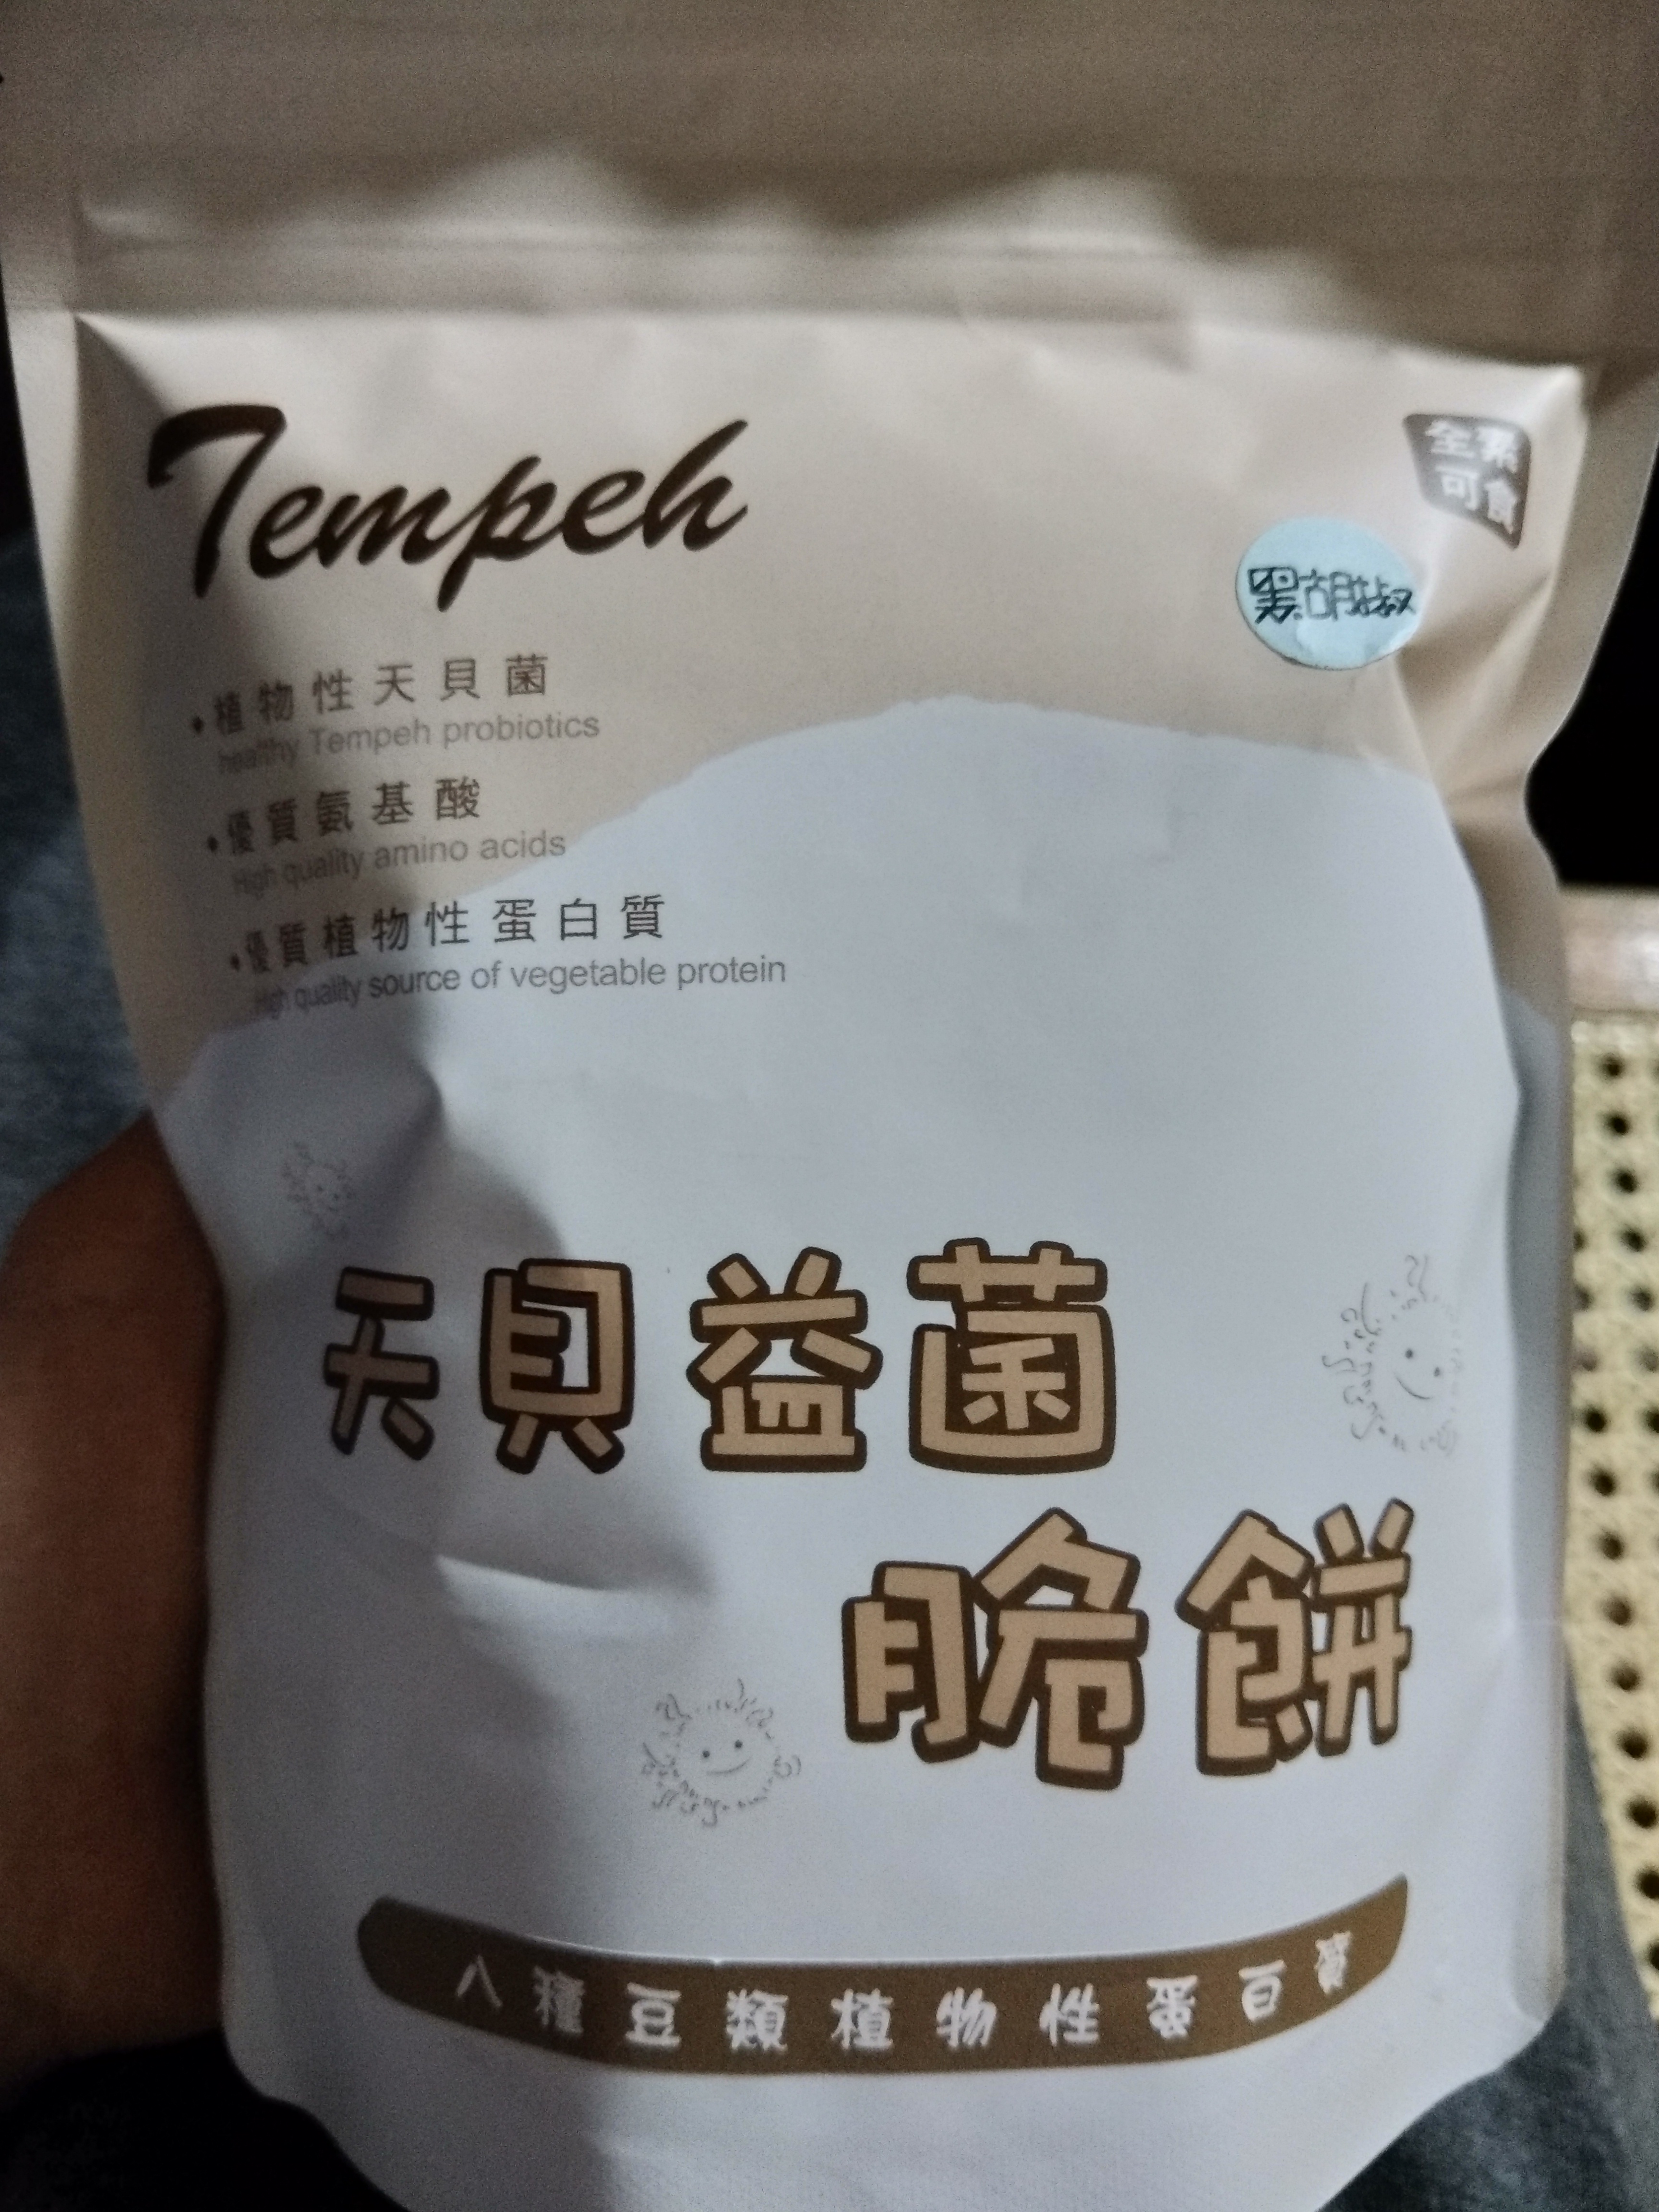 Tempeh
全素
可食
黑胡椒
•植物性天貝菌
healthy Tempeh probiotics
•優質氨基酸
High quality amino acids
•優質植物性蛋白質
High quality source of vegetable protein
天貝益菌
脆餅
八種豆類植物性蛋白質